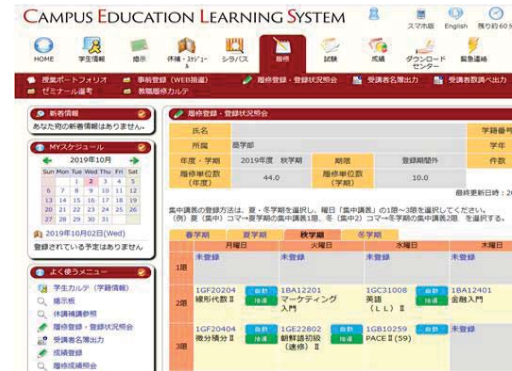 CAMPUS EDUCATION LEARNING SYSTEM
スマホ版 English 残り約60分
HOME 学生情報 掲示 休補・スケジュール シラバス 履修 試験 成績 ダウンロードセンター 緊急連絡
授業ポートフォリオ 事前登録（WEB抽選） 履修登録・登録状況照会 受講者名簿出力 受講者数調べ出力
ゼミナール選考 教職履修カルテ
新着情報
あなた宛の新着情報はありません。
MYスケジュール
2019年10月
Sun Mon Tue Wed Thu Fri Sat
1 2 3 4 5
6 7 8 9 10 11 12
13 14 15 16 17 18 19
20 21 22 23 24 25 26
27 28 29 30 31
2019年10月02日(Wed)
登録されている予定はありません
よく使うメニュー
学生カルテ（学籍情報）
掲示板
休講補講参照
履修登録・登録状況照会
受講者名簿出力
成績登録
履修成績照会
履修登録・登録状況照会
氏名 学籍番号
所属 商学部 学年
年度・学期 2019年度 秋学期 期限 登録期間外 件数
履修単位数（年度） 44.0 履修単位数（学期） 10.0
最終更新日時：20
集中講義の登録方法は、夏・冬学期を選択し、曜日「集中講義」の1限～3限を選択してください。
（例）夏（集中）コマ→夏学期の集中講義1限、冬（集中2）コマ→冬学期の集中講義2限 を選択する。
春学期 夏学期 秋学期 冬学期
月曜日 火曜日 水曜日 木曜日
1限 未登録 未登録 未登録 未登録
2限 1GF20204 線形代数Ⅱ 1BA12201 マーケティング入門 1GC31008 英語（ＬＬ）Ⅱ 1BA12401 金融入門
3限 1GF20404 微分積分Ⅱ 1GE22802 朝鮮語初級（速修）Ⅱ 1GB10259 PACEⅡ(59) 未登録